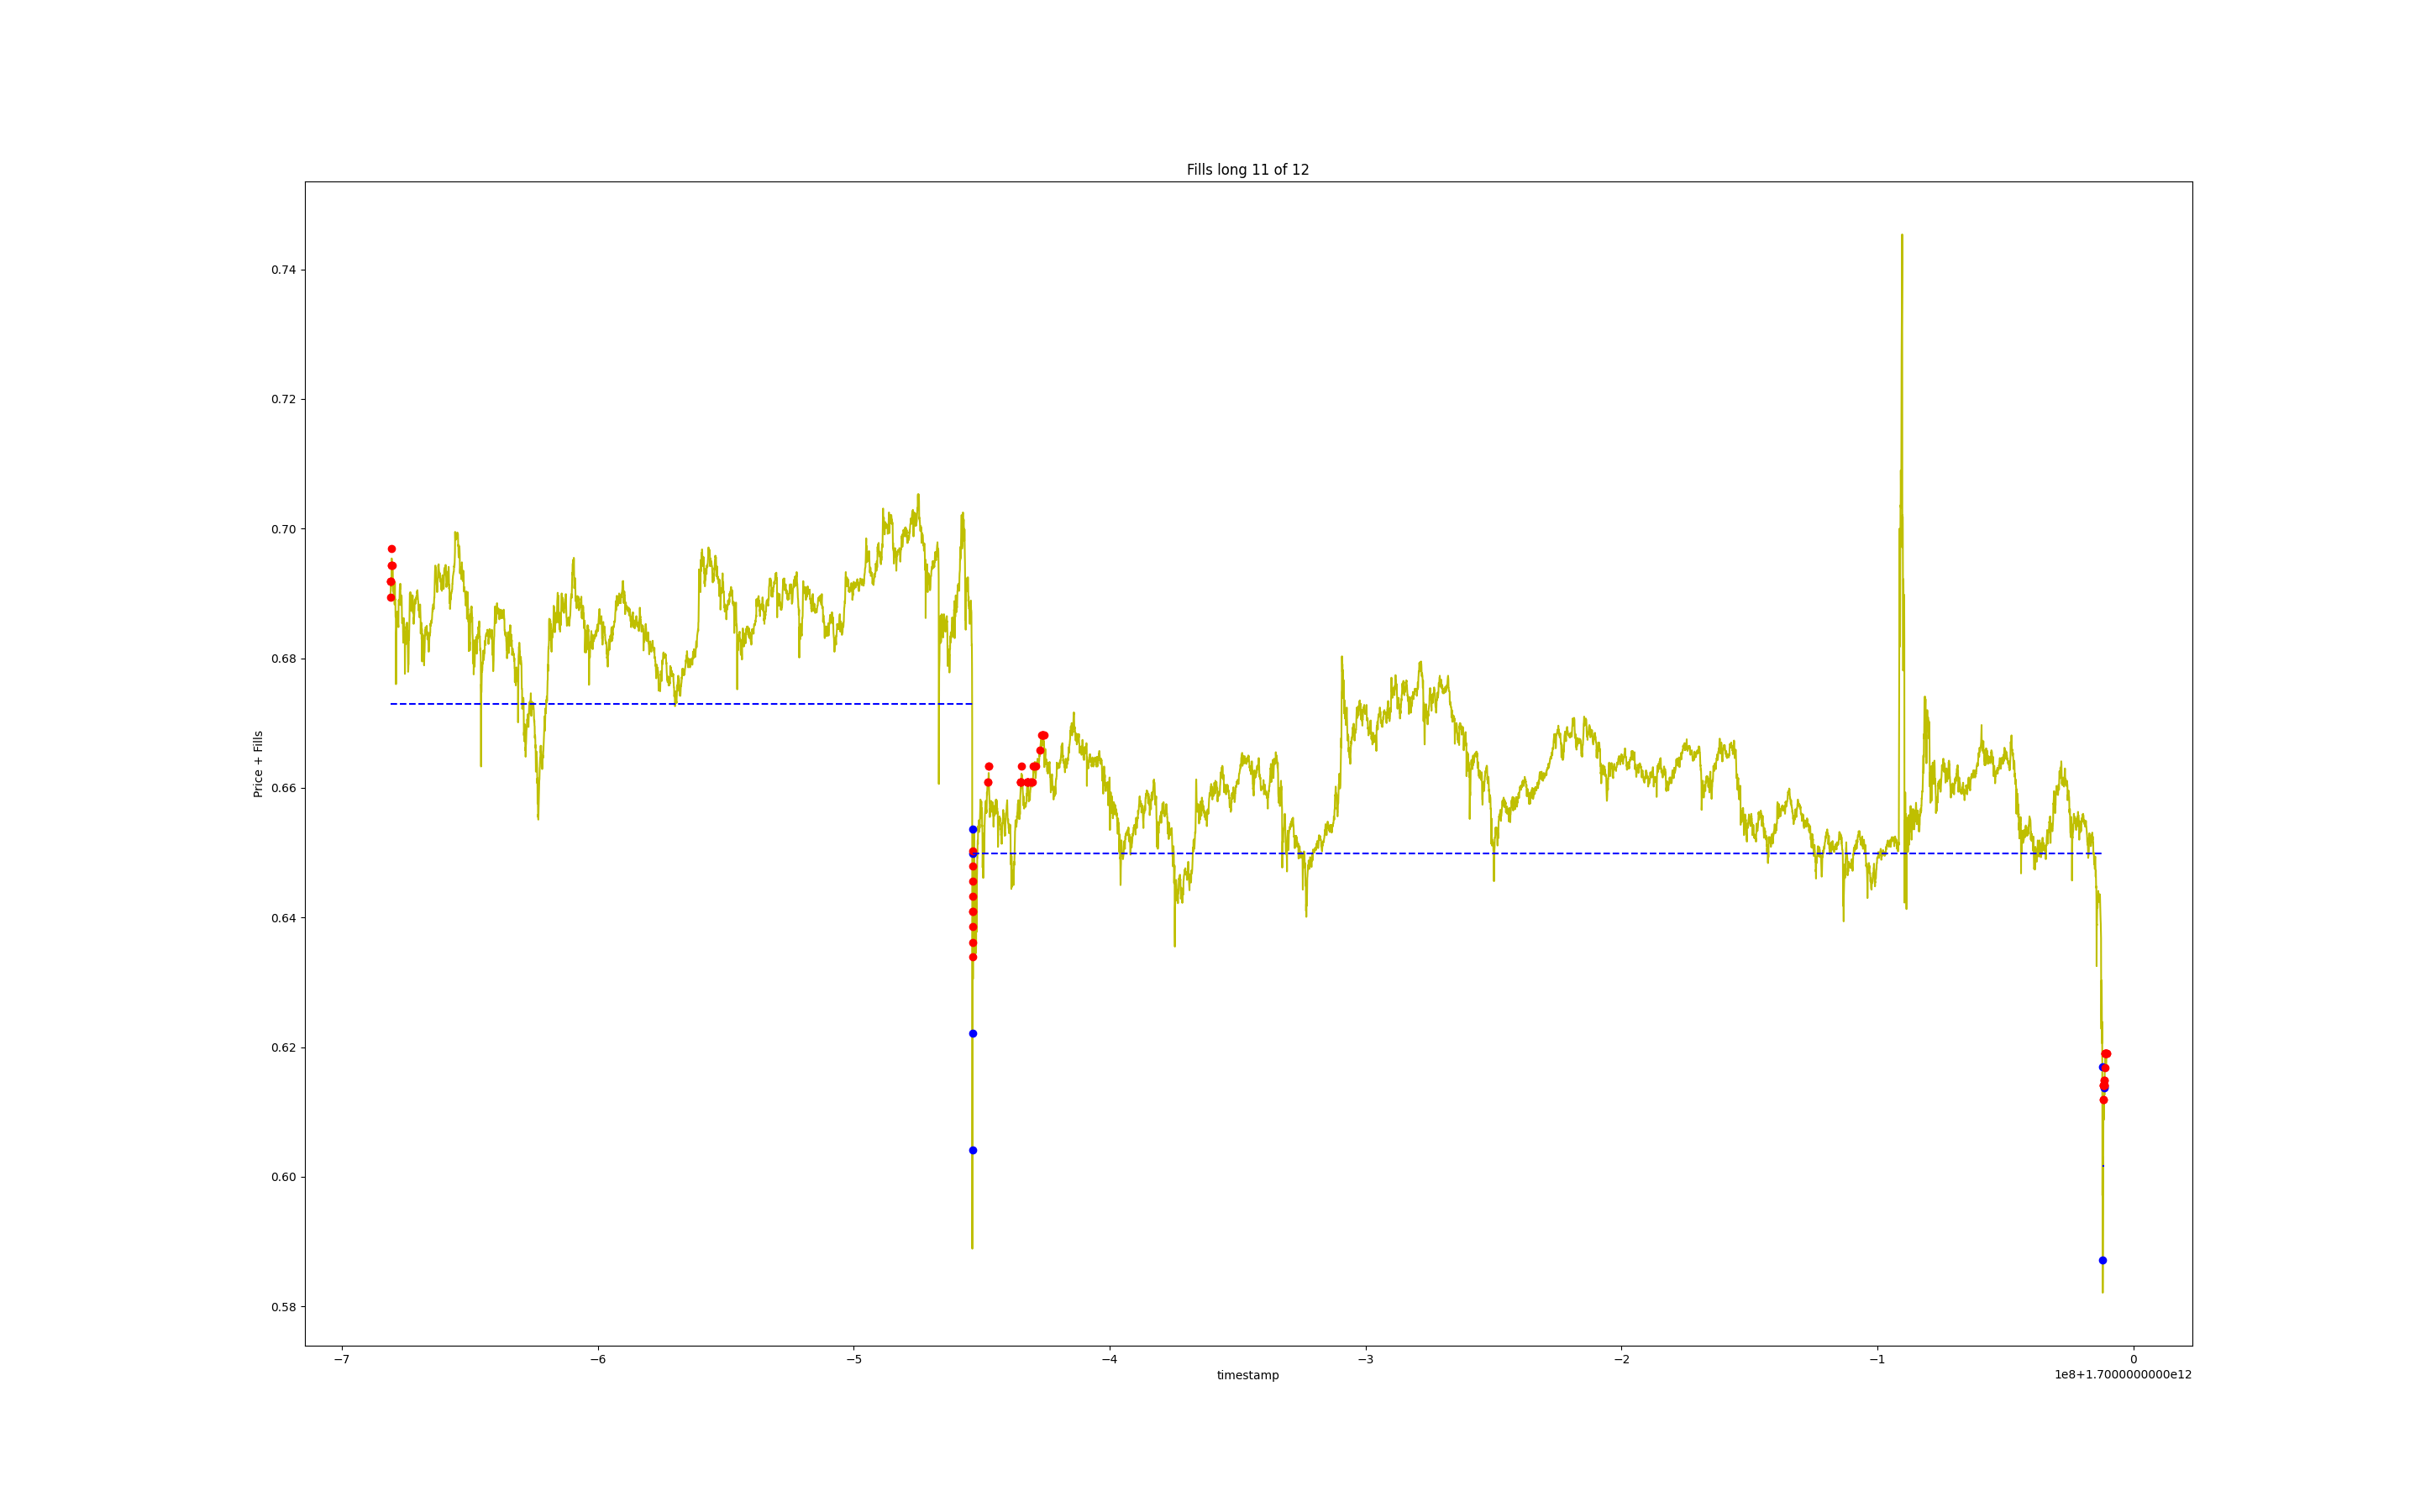 Fills long 11 of 12
0.74
0.72
0.70
0.68
0.66
0.64
0.62
0.60
0.58
Price + Fills
−7 −6 −5 −4 −3 −2 −1 0
timestamp
1e8+1.7000000000e12